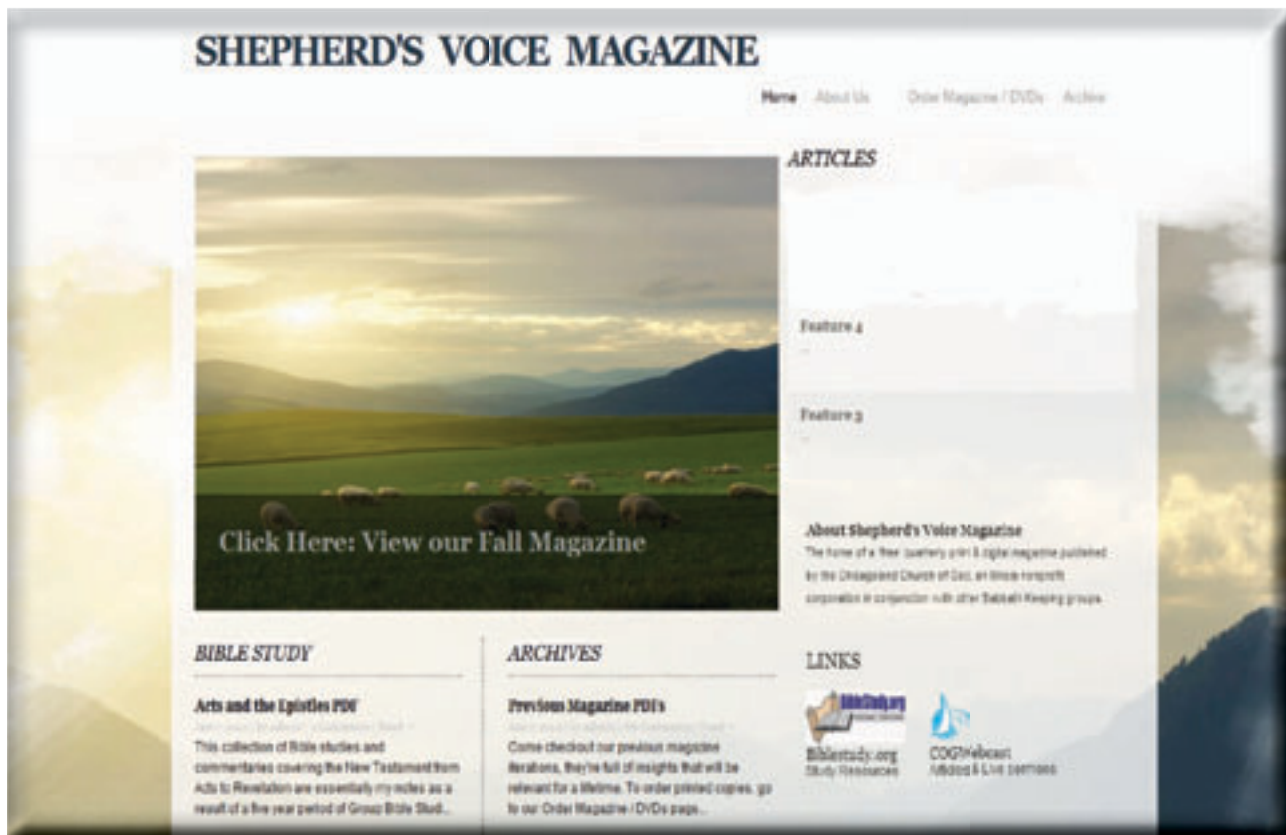 SHEPHERD'S VOICE MAGAZINE
Home About Us Order Magazine / DVDs Archive
ARTICLES
Feature 4
Feature 3
Click Here: View our Fall Magazine
About Shepherd's Voice Magazine
The home of a free quarterly print & digital magazine published
by the Chicagoland Church of God, an Illinois nonprofit
corporation in conjunction with other Sabbath Keeping groups.
BIBLE STUDY
Acts and the Epistles PDF
This collection of Bible studies and
commentaries covering the New Testament from
Acts to Revelation are essentially my notes as a
result of a five year period of Group Bible Stud...
ARCHIVES
Previous Magazine PDF's
Come checkout our previous magazine
iterations, they're full of insights that will be
relevant for a lifetime. To order printed copies, go
to our Order Magazine / DVDs page...
LINKS
BibleStudy.org
Biblestudy.org
Study Resources
COGWebcast
Articles & Live sermons